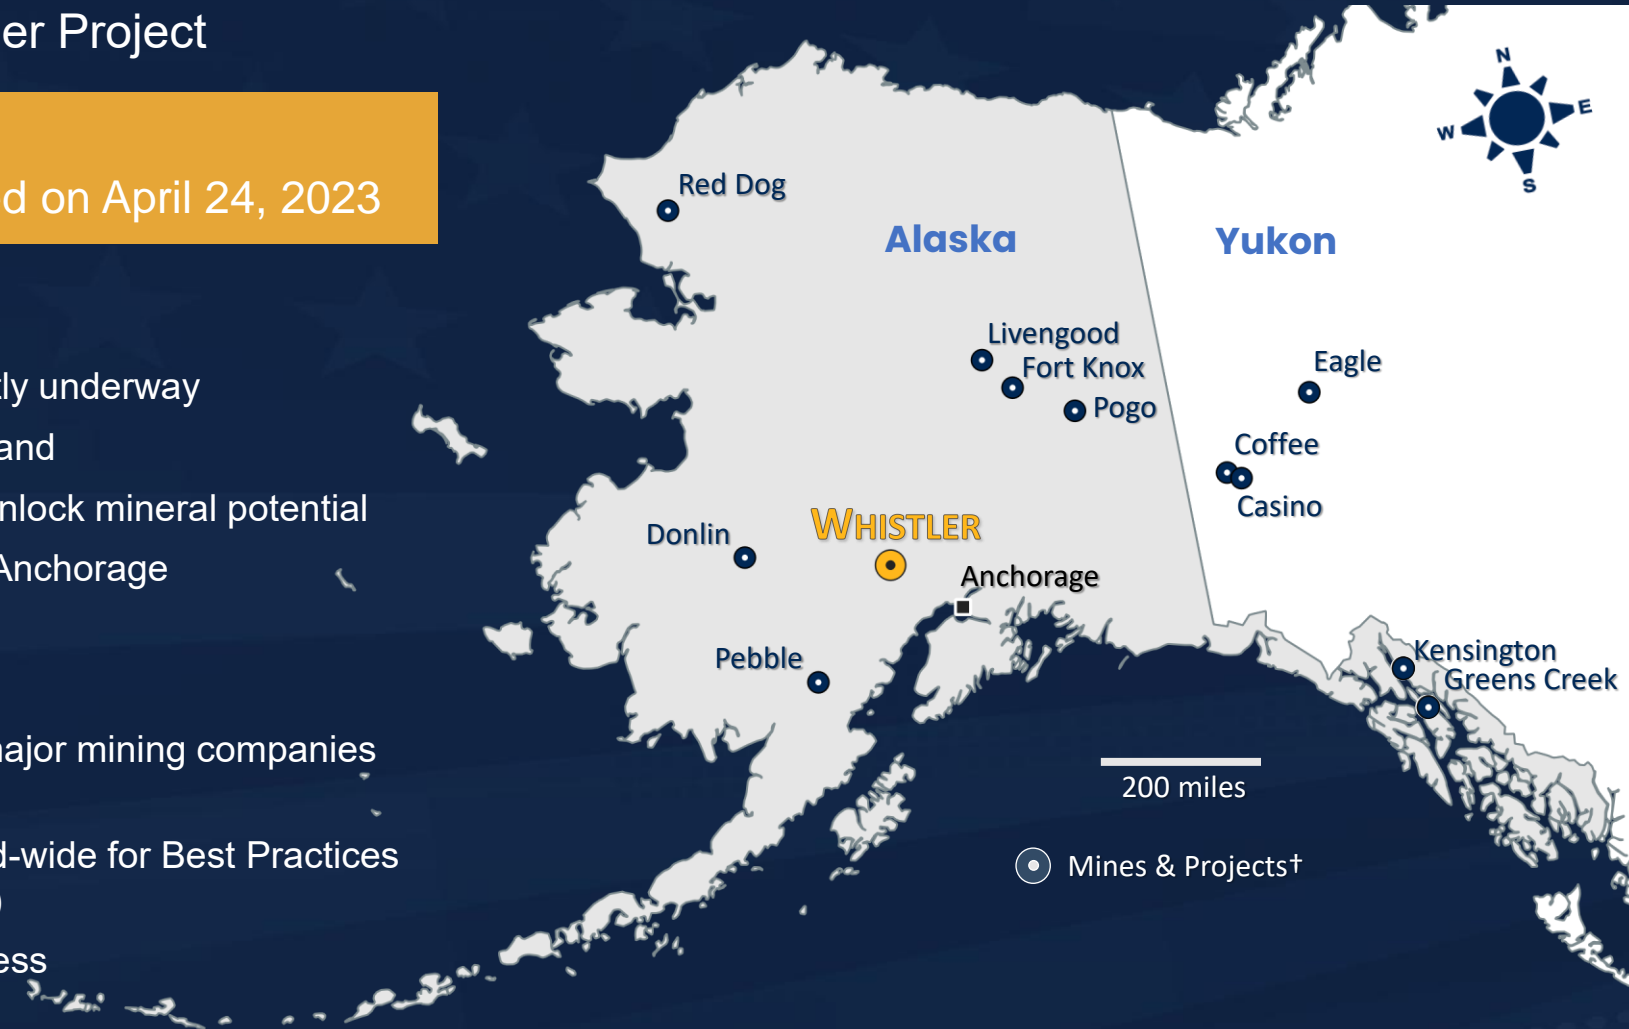 er Project
d on April 24, 2023
tly underway
and
nlock mineral potential
Anchorage
najor mining companies
d-wide for Best Practices
)
ess
N
W
E
S
Alaska
Yukon
Red Dog
Livengood
Fort Knox
Pogo
Eagle
Coffee
Casino
Donlin
WHISTLER
Anchorage
Pebble
Kensington
Greens Creek
200 miles
Mines & Projects†